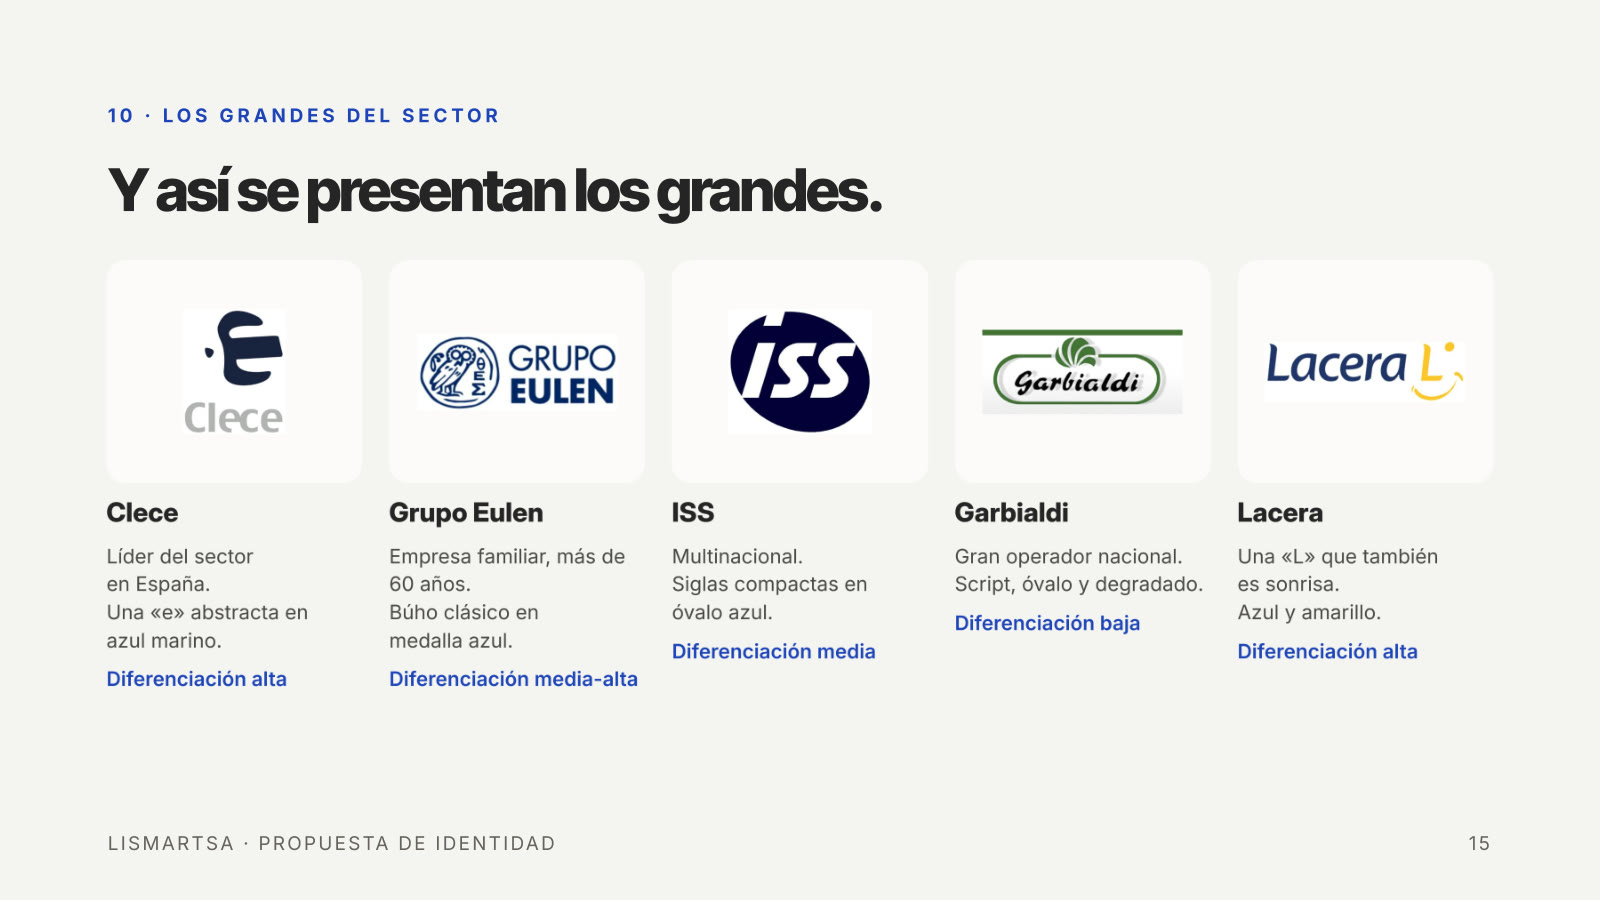 10 · LOS GRANDES DEL SECTOR
Y así se presentan los grandes.
Clece
GRUPO
EULEN
ΑΘΕ
iSS
Garbialdi
Lacera L
Clece
Líder del sector
en España.
Una «e» abstracta en
azul marino.
Diferenciación alta
Grupo Eulen
Empresa familiar, más de
60 años.
Búho clásico en
medalla azul.
Diferenciación media-alta
ISS
Multinacional.
Siglas compactas en
óvalo azul.
Diferenciación media
Garbialdi
Gran operador nacional.
Script, óvalo y degradado.
Diferenciación baja
Lacera
Una «L» que también
es sonrisa.
Azul y amarillo.
Diferenciación alta
LISMARTSA · PROPUESTA DE IDENTIDAD
15